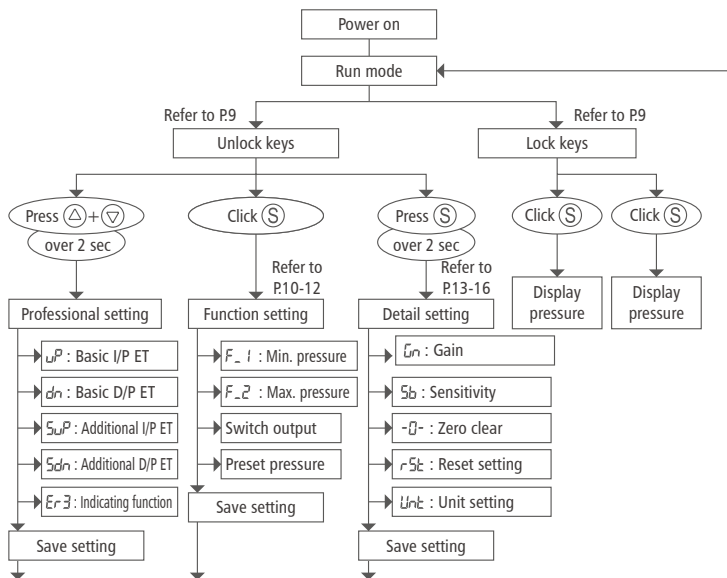 Power on
Run mode
Refer to P.9
Refer to P.9
Unlock keys
Lock keys
Press △+▽
over 2 sec
Click Ⓢ
Press Ⓢ
over 2 sec
Click Ⓢ
Click Ⓢ
Refer to
P.10-12
Refer to
P.13-16
Display
pressure
Display
pressure
Professional setting
Function setting
Detail setting
uP : Basic I/P ET
dn : Basic D/P ET
SuP : Additional I/P ET
Sdn : Additional D/P ET
Er3 : Indicating function
Save setting
F_1 : Min. pressure
F_2 : Max. pressure
Switch output
Preset pressure
Save setting
Gn : Gain
Sb : Sensitivity
-0- : Zero clear
rSt : Reset setting
Unt : Unit setting
Save setting